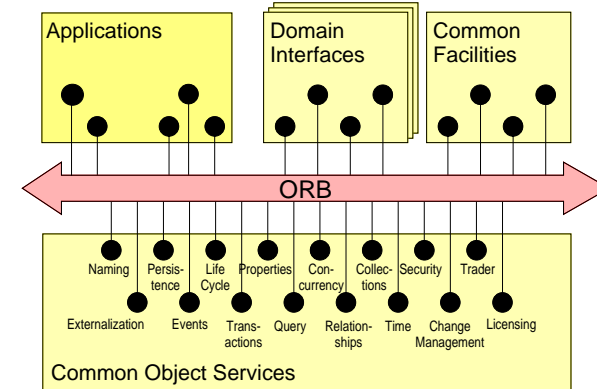 Applications
Domain
Interfaces
Common
Facilities
ORB
Naming
Persis-
tence
Life
Cycle
Properties
Con-
currency
Collec-
tions
Security
Trader
Externalization
Events
Trans-
actions
Query
Relation-
ships
Time
Change
Management
Licensing
Common Object Services